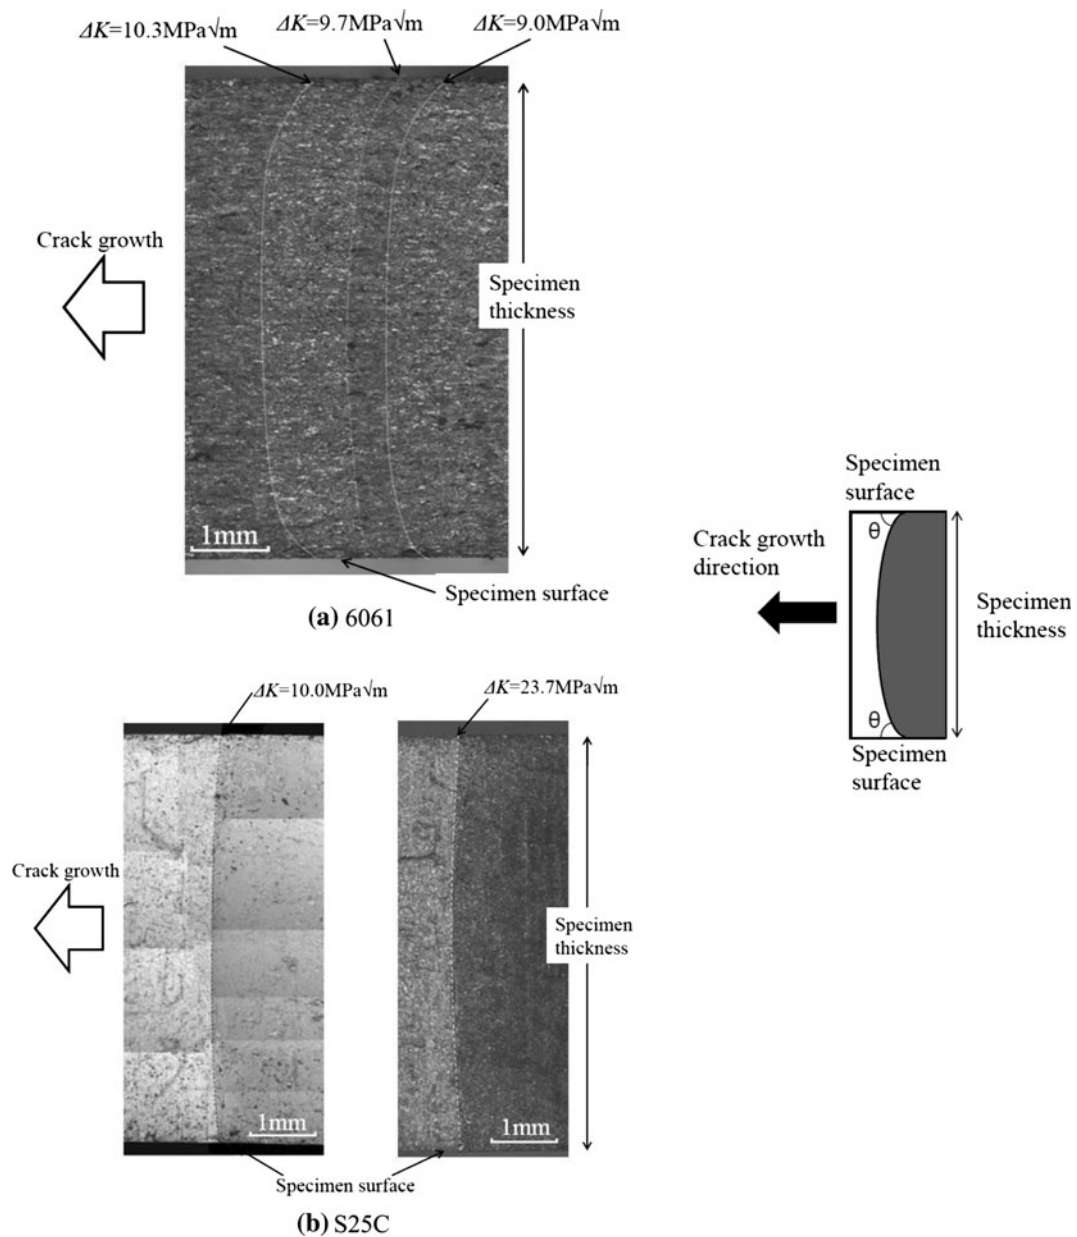 ΔK=10.3MPa√m
ΔK=9.7MPa√m
ΔK=9.0MPa√m
Crack growth
Specimen
thickness
1mm
Specimen surface
(a) 6061
Specimen
surface
θ
Crack growth
direction
Specimen
thickness
θ
Specimen
surface
ΔK=10.0MPa√m
ΔK=23.7MPa√m
Crack growth
Specimen
thickness
1mm
1mm
Specimen surface
(b) S25C